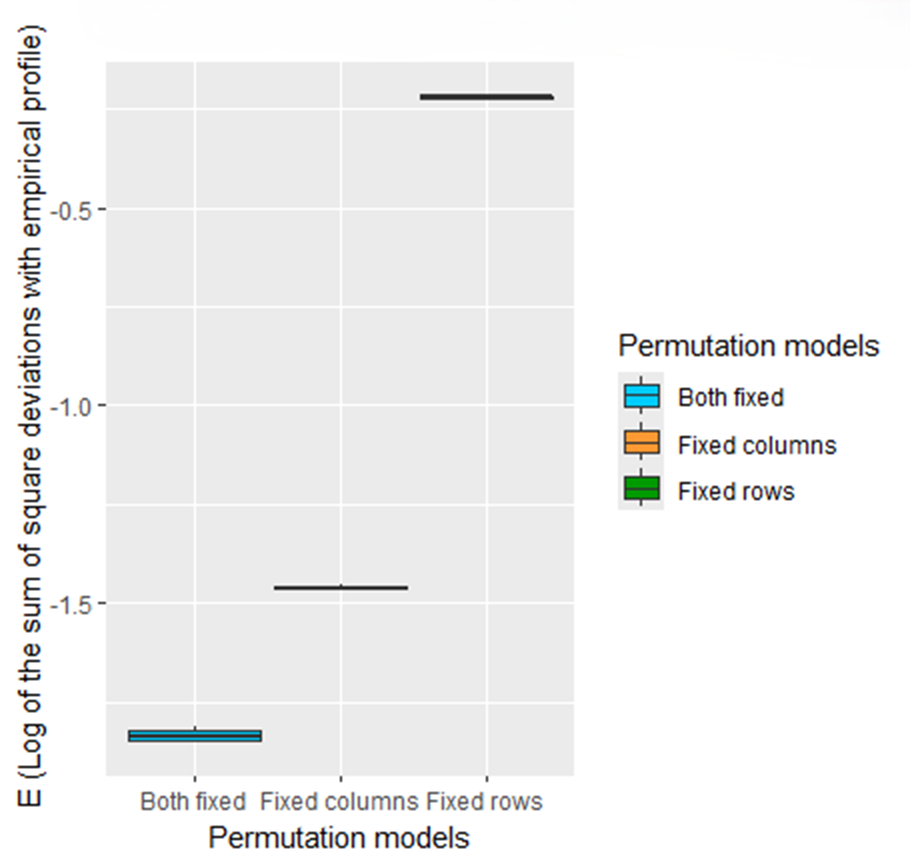 E (Log of the sum of square deviations with empirical profile)
-0.5
-1.0
-1.5
Both fixed
Fixed columns
Fixed rows
Permutation models
Permutation models
Both fixed
Fixed columns
Fixed rows